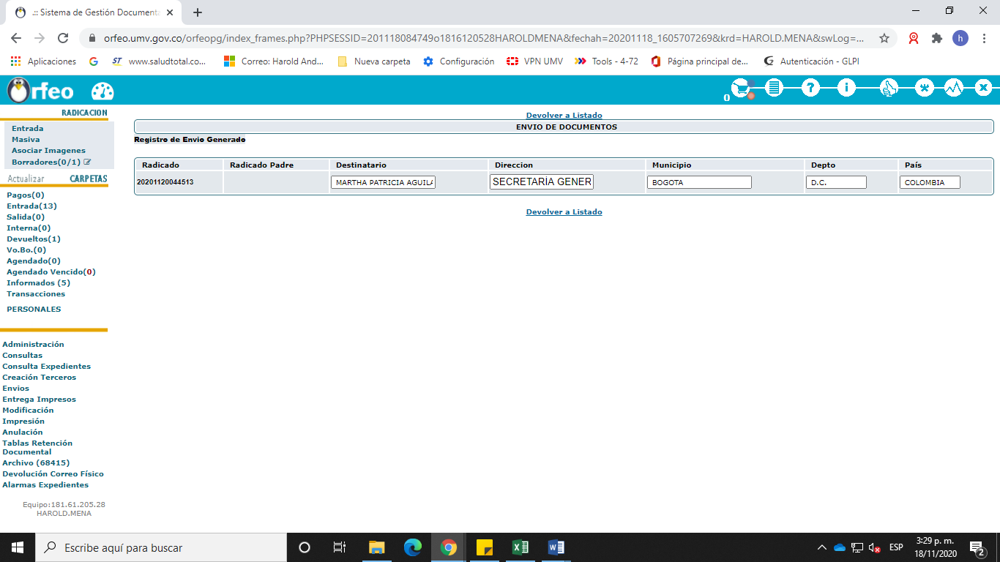 .:: Sistema de Gestión Documenta
orfeo.umv.gov.co/orfeopg/index_frames.php?PHPSESSID=201118084749o1816120528HAROLDMENA&fechah=20201118_1605707269&krd=HAROLD.MENA&swLog=...
h
Aplicaciones
ST www.saludtotal.co...
Correo: Harold And...
Nueva carpeta
Configuración
VPN UMV
Tools - 4-72
Página principal de...
Autenticación - GLPI
Orfeo
0
RADICACION
Entrada
Masiva
Asociar Imagenes
Borradores(0/1)
Actualizar CARPETAS
Pagos(0)
Entrada(13)
Salida(0)
Interna(0)
Devueltos(1)
Vo.Bo.(0)
Agendado(0)
Agendado Vencido(0)
Informados (5)
Transacciones
PERSONALES
Administración
Consultas
Consulta Expedientes
Creación Terceros
Envios
Entrega Impresos
Modificación
Impresión
Anulación
Tablas Retención
Documental
Archivo (68415)
Devolución Correo Físico
Alarmas Expedientes
Equipo:181.61.205.28
HAROLD.MENA
Devolver a Listado
ENVIO DE DOCUMENTOS
Registro de Envio Generado
Radicado Radicado Padre Destinatario Direccion Municipio Depto País
20201120044513 MARTHA PATRICIA AGUILA SECRETARÍA GENER BOGOTA D.C. COLOMBIA
Devolver a Listado
Escribe aquí para buscar
ESP
3:29 p. m.
18/11/2020
2